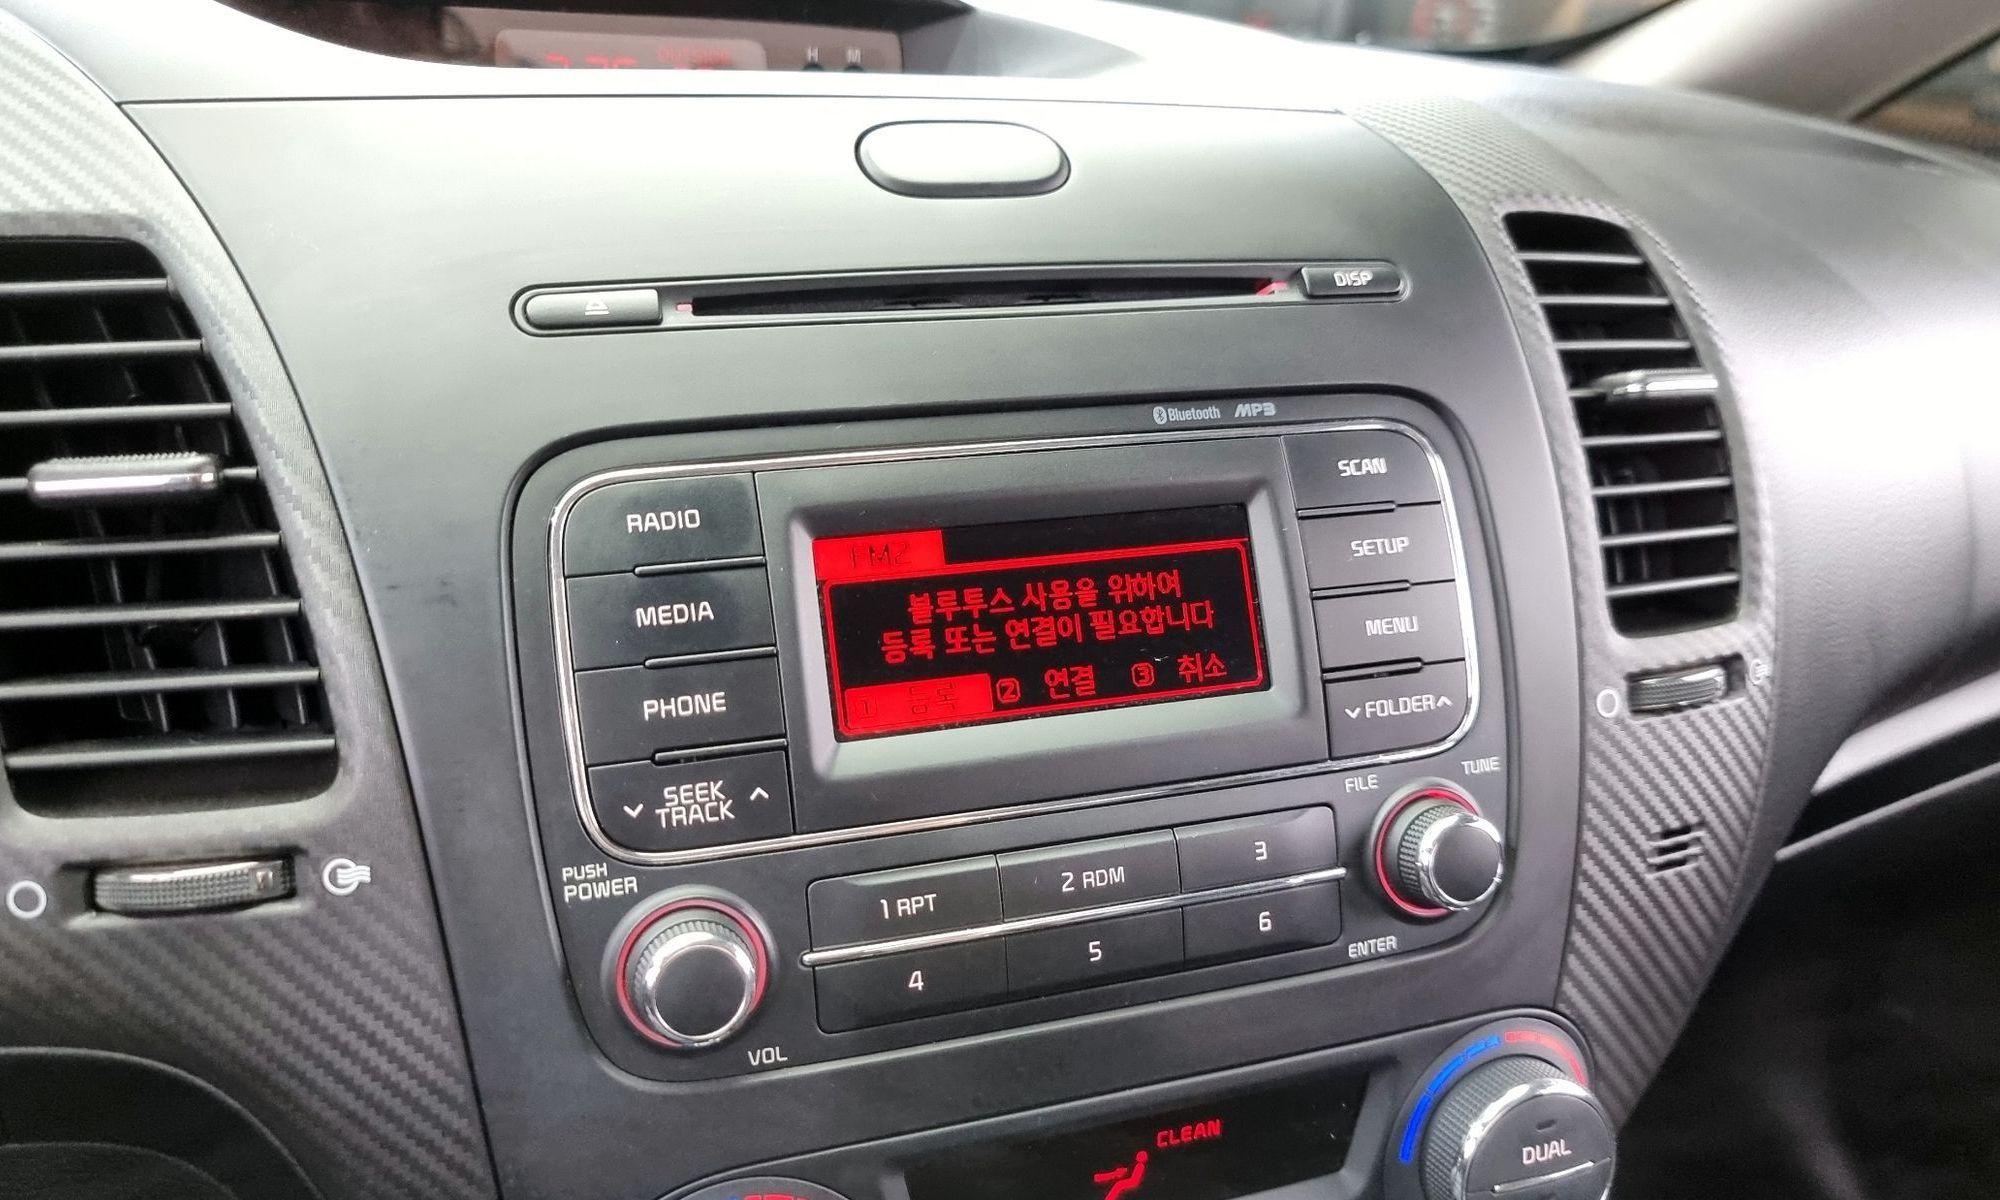 H M
DISP
Bluetooth MP3
RADIO
MEDIA
PHONE
SEEK
TRACK
FM2
블루투스 사용을 위하여
등록 또는 연결이 필요합니다
1 등록 2 연결 3 취소
SCAN
SETUP
MENU
FOLDER
FILE
TUNE
PUSH
POWER
VOL
1 RPT
2 RDM
3
4
5
6
ENTER
CLEAN
DUAL